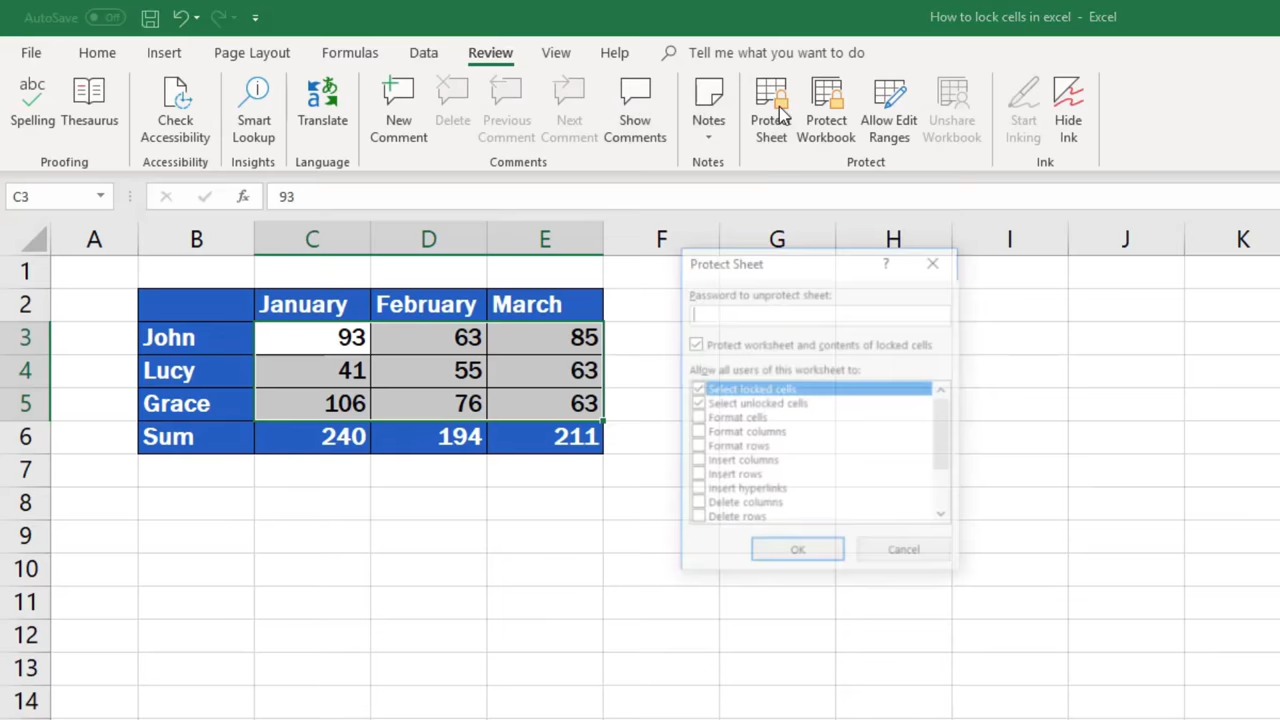 AutoSave Off
How to lock cells in excel - Excel
File Home Insert Page Layout Formulas Data Review View Help Tell me what you want to do
abc
Spelling
Thesaurus
Check
Accessibility
Smart
Lookup
Translate
New
Comment
Delete
Previous
Comment
Next
Comment
Show
Comments
Notes
Protect
Sheet
Protect
Workbook
Allow Edit
Ranges
Unshare
Workbook
Start
Inking
Hide
Ink
Proofing Accessibility Insights Language Comments Notes Protect Ink
C3 fx 93
A B C D E F G H I J K
1
2 January February March
3 John 93 63 85
4 Lucy 41 55 63
5 Grace 106 76 63
6 Sum 240 194 211
7
8
9
10
11
12
13
14
Protect Sheet ?
Password to unprotect sheet:
Protect worksheet and contents of locked cells
Allow all users of this worksheet to:
Select locked cells
Select unlocked cells
Format cells
Format columns
Format rows
Insert columns
Insert rows
Insert hyperlinks
Delete columns
Delete rows
OK Cancel